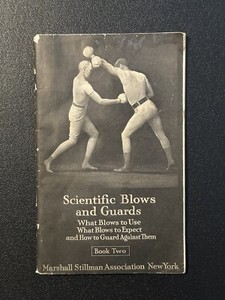 Scientific Blows
and Guards
What Blows to Use
What Blows to Expect
and How to Guard Against Them
Book Two
Marshall Stillman Association New York